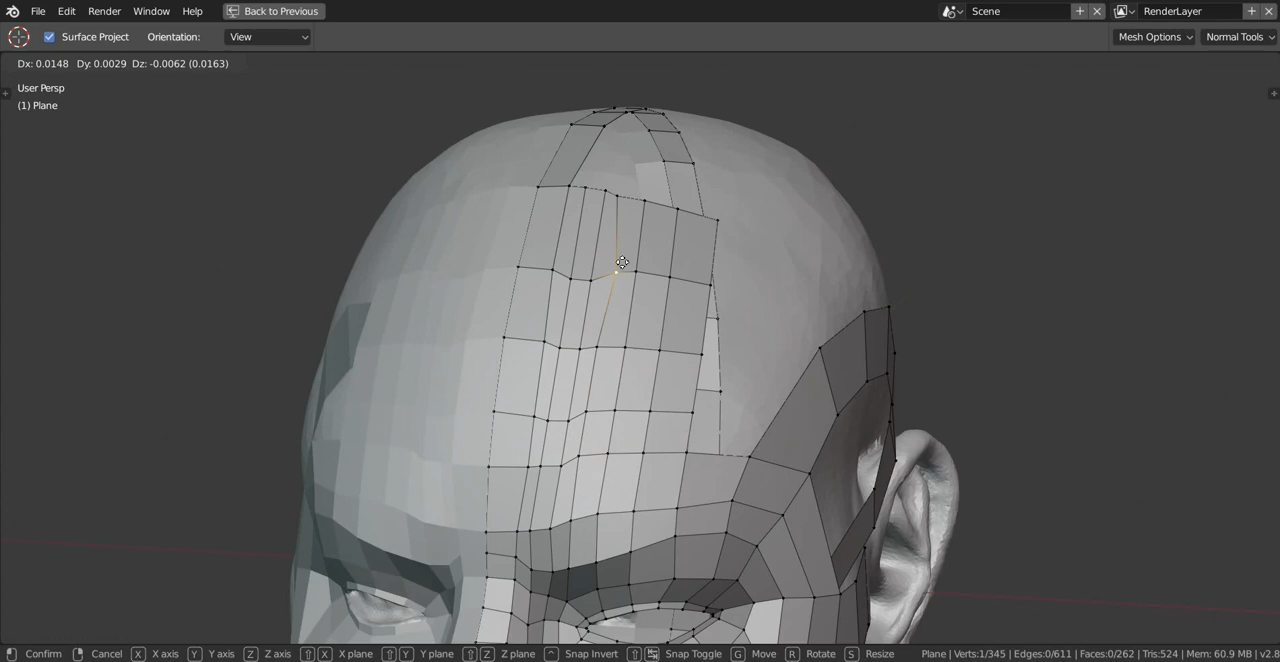 File Edit Render Window Help Back to Previous Scene RenderLayer
Surface Project Orientation: View Mesh Options Normal Tools
Dx: 0.0148 Dy: 0.0029 Dz: -0.0062 (0.0163)
User Persp
(1) Plane
Confirm Cancel X X axis Y Y axis Z Z axis X X plane Y Y plane Z Z plane Snap Invert Snap Toggle G Move R Rotate S Resize Plane | Verts:1/345 | Edges:0/611 | Faces:0/262 | Tris:524 | Mem: 60.9 MB | v2.8